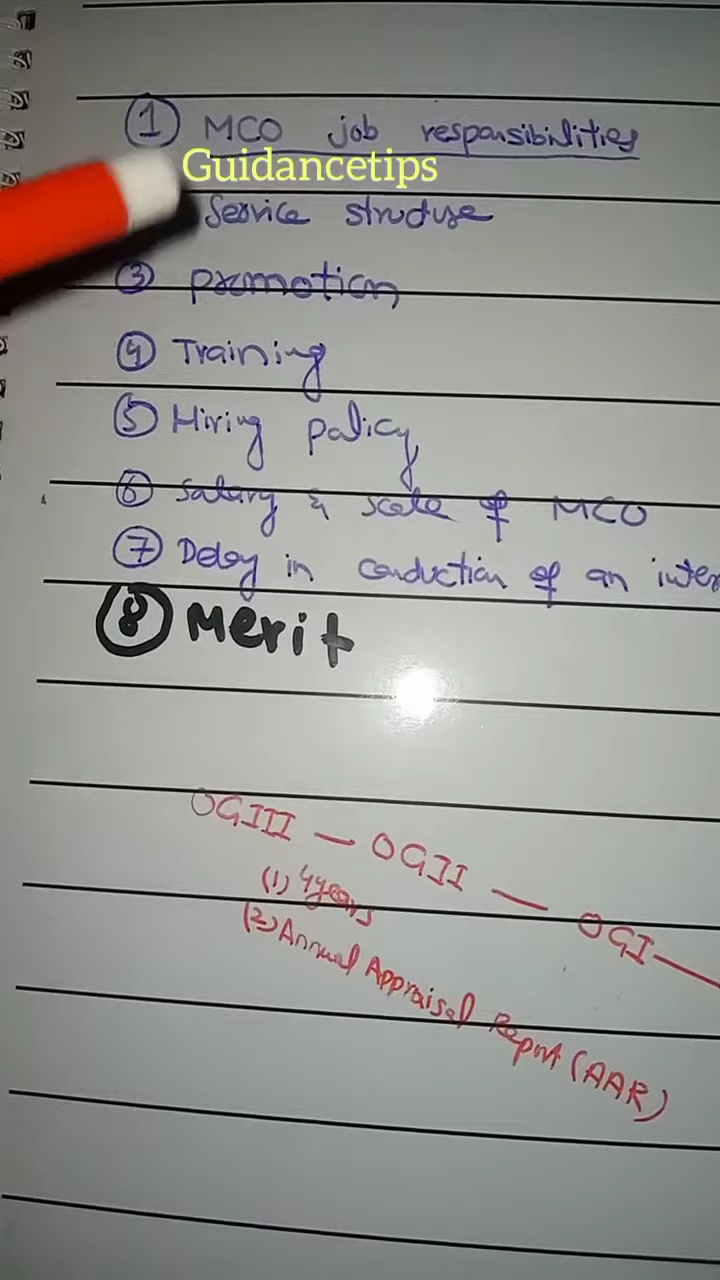 ① MCO job responsibilities
Guidancetips
Service structure
③ promotion
④ Training
⑤ Hiring policy
⑥ Salary & scale of MCO
⑦ Delay in conduction of an inter
⑧ Merit
OGIII — OGII — OGI —
(1) 4years
(2) Annual Appraisal Report (AAR)